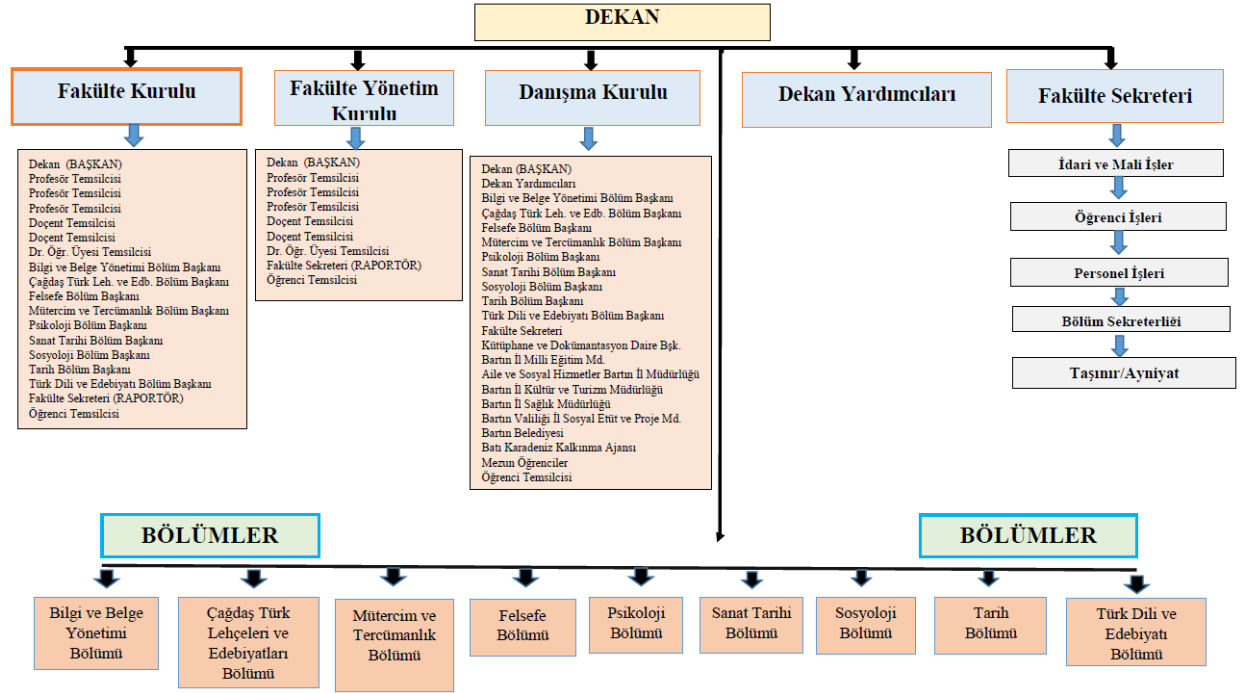 DEKAN
Fakülte Kurulu
Fakülte Yönetim
Kurulu
Danışma Kurulu
Dekan Yardımcıları
Fakülte Sekreteri
Dekan (BAŞKAN)
Profesör Temsilcisi
Profesör Temsilcisi
Profesör Temsilcisi
Doçent Temsilcisi
Doçent Temsilcisi
Dr. Öğr. Üyesi Temsilcisi
Bilgi ve Belge Yönetimi Bölüm Başkanı
Çağdaş Türk Leh. ve Edb. Bölüm Başkanı
Felsefe Bölüm Başkanı
Mütercim ve Tercümanlık Bölüm Başkanı
Psikoloji Bölüm Başkanı
Sanat Tarihi Bölüm Başkanı
Sosyoloji Bölüm Başkanı
Tarih Bölüm Başkanı
Türk Dili ve Edebiyatı Bölüm Başkanı
Fakülte Sekreteri (RAPORTÖR)
Öğrenci Temsilcisi
Dekan (BAŞKAN)
Profesör Temsilcisi
Profesör Temsilcisi
Profesör Temsilcisi
Doçent Temsilcisi
Doçent Temsilcisi
Dr. Öğr. Üyesi Temsilcisi
Fakülte Sekreteri (RAPORTÖR)
Öğrenci Temsilcisi
Dekan (BAŞKAN)
Dekan Yardımcıları
Bilgi ve Belge Yönetimi Bölüm Başkanı
Çağdaş Türk Leh. ve Edb. Bölüm Başkanı
Felsefe Bölüm Başkanı
Mütercim ve Tercümanlık Bölüm Başkanı
Psikoloji Bölüm Başkanı
Sanat Tarihi Bölüm Başkanı
Sosyoloji Bölüm Başkanı
Tarih Bölüm Başkanı
Türk Dili ve Edebiyatı Bölüm Başkanı
Fakülte Sekreteri
Kütüphane ve Dokümantasyon Daire Bşk.
Bartın İl Milli Eğitim Md.
Aile ve Sosyal Hizmetler Bartın İl Müdürlüğü
Bartın İl Kültür ve Turizm Müdürlüğü
Bartın İl Sağlık Müdürlüğü
Bartın Valiliği İl Sosyal Etüt ve Proje Md.
Bartın Belediyesi
Batı Karadeniz Kalkınma Ajansı
Mezun Öğrenciler
Öğrenci Temsilcisi
İdari ve Mali İşler
Öğrenci İşleri
Personel İşleri
Bölüm Sekreterliği
Taşınır/Ayniyat
BÖLÜMLER
BÖLÜMLER
Bilgi ve Belge
Yönetimi
Bölümü
Çağdaş Türk
Lehçeleri ve
Edebiyatları
Bölümü
Mütercim ve
Tercümanlık
Bölümü
Felsefe
Bölümü
Psikoloji
Bölümü
Sanat Tarihi
Bölümü
Sosyoloji
Bölümü
Tarih
Bölümü
Türk Dili ve
Edebiyatı
Bölümü